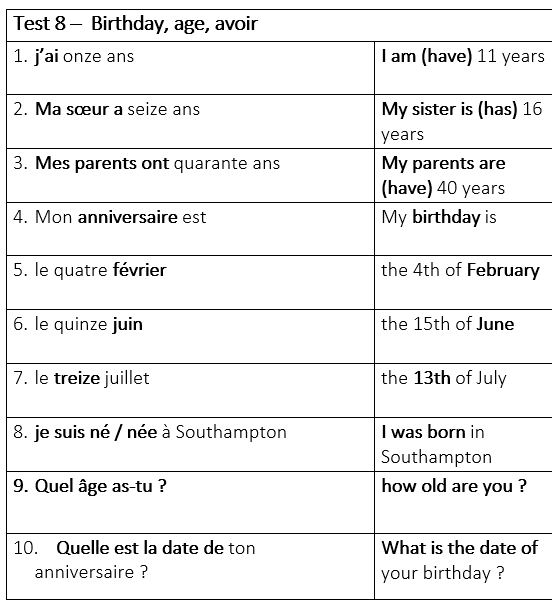 Test 8 – Birthday, age, avoir
1. j’ai onze ans
I am (have) 11 years
2. Ma sœur a seize ans
My sister is (has) 16
years
3. Mes parents ont quarante ans
My parents are
(have) 40 years
4. Mon anniversaire est
My birthday is
5. le quatre février
the 4th of February
6. le quinze juin
the 15th of June
7. le treize juillet
the 13th of July
8. je suis né / née à Southampton
I was born in
Southampton
9. Quel âge as-tu ?
how old are you ?
10. Quelle est la date de ton
anniversaire ?
What is the date of
your birthday ?